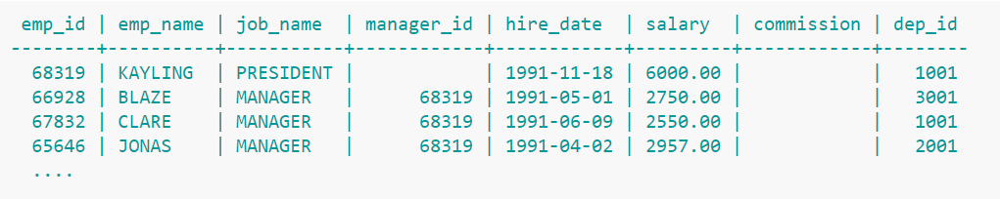 emp_id | emp_name | job_name | manager_id | hire_date | salary | commission | dep_id
--------+----------+-----------+------------+------------+---------+------------+--------
68319 | KAYLING | PRESIDENT | | 1991-11-18 | 6000.00 | | 1001
66928 | BLAZE | MANAGER | 68319 | 1991-05-01 | 2750.00 | | 3001
67832 | CLARE | MANAGER | 68319 | 1991-06-09 | 2550.00 | | 1001
65646 | JONAS | MANAGER | 68319 | 1991-04-02 | 2957.00 | | 2001
....